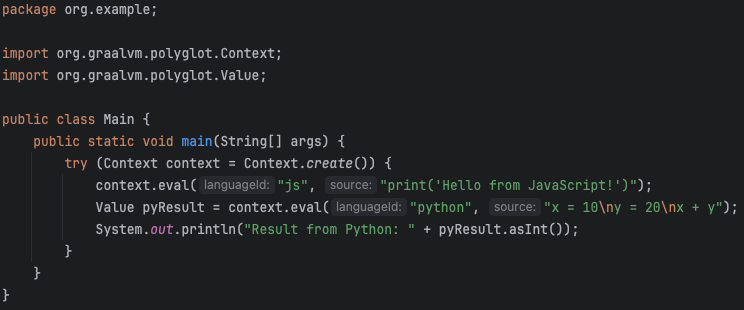 package org.example;
import org.graalvm.polyglot.Context;
import org.graalvm.polyglot.Value;
public class Main {
public static void main(String[] args) {
try (Context context = Context.create()) {
context.eval( languageId: "js", source: "print('Hello from JavaScript!')");
Value pyResult = context.eval( languageId: "python", source: "x = 10\ny = 20\nx + y");
System.out.println("Result from Python: " + pyResult.asInt());
}
}
}